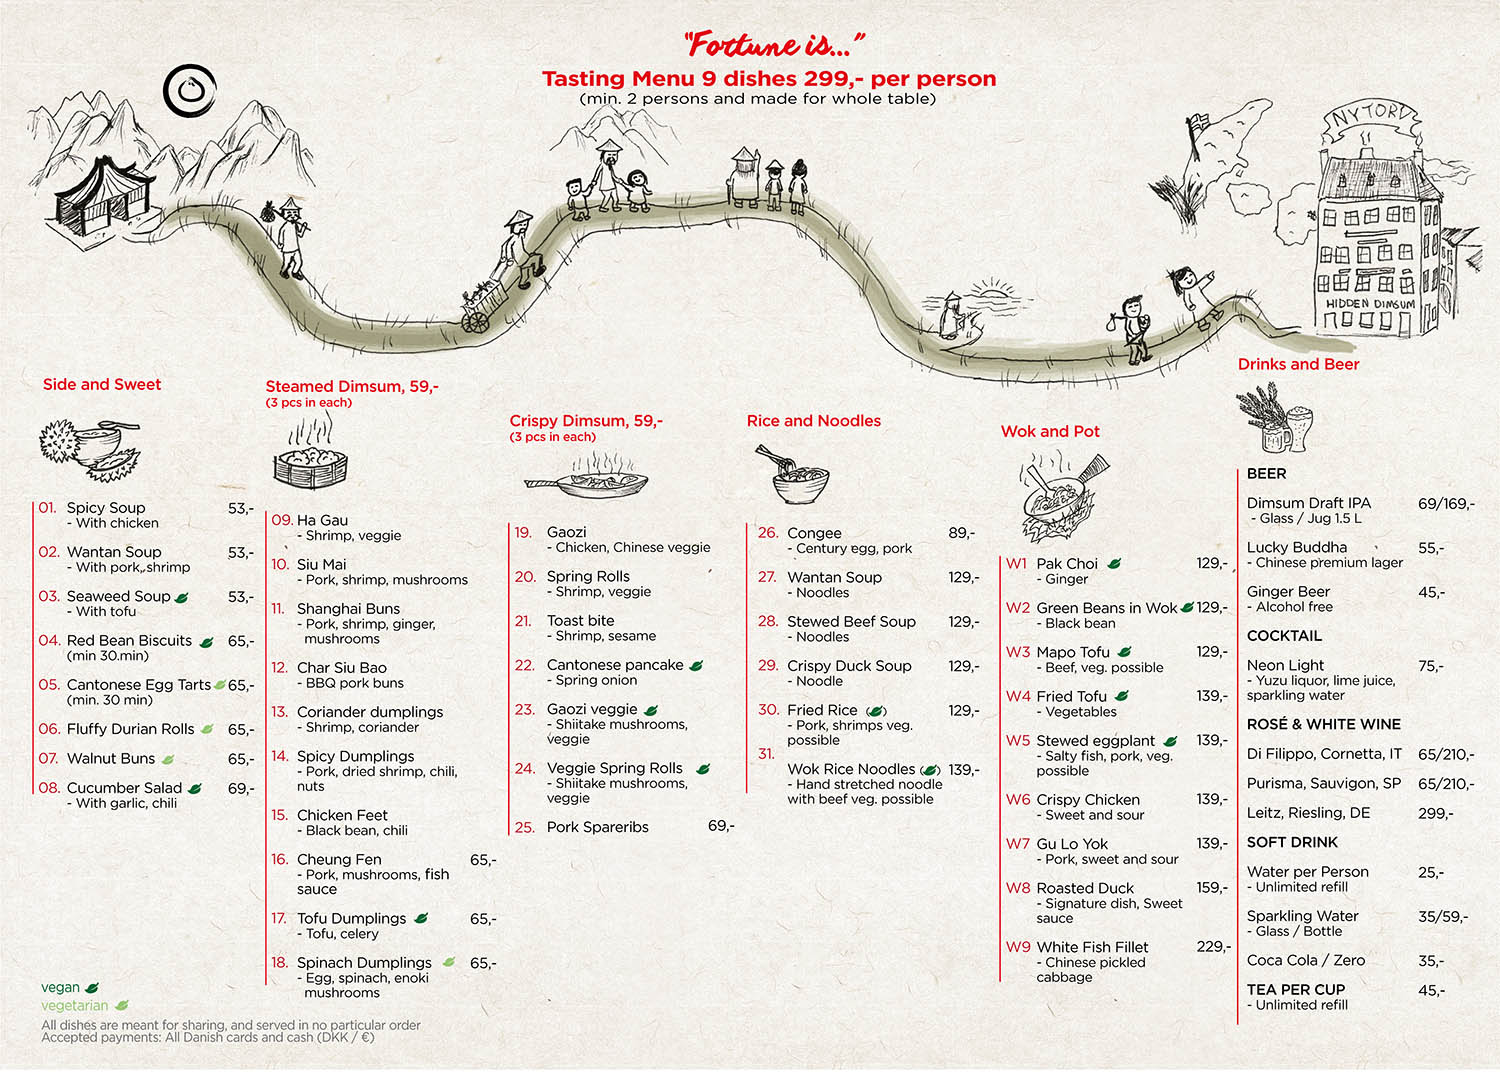 "Fortune is..."
Tasting Menu 9 dishes 299,- per person
(min. 2 persons and made for whole table)
NYTORV
HIDDEN DIMSUM
Side and Sweet
01. Spicy Soup 53,-
- With chicken
02. Wantan Soup 53,-
- With pork, shrimp
03. Seaweed Soup 53,-
- With tofu
04. Red Bean Biscuits 65,-
(min 30.min)
05. Cantonese Egg Tarts 65,-
(min. 30 min)
06. Fluffy Durian Rolls 65,-
07. Walnut Buns 65,-
08. Cucumber Salad 69,-
- With garlic, chili
Steamed Dimsum, 59,-
(3 pcs in each)
09. Ha Gau
- Shrimp, veggie
10. Siu Mai
- Pork, shrimp, mushrooms
11. Shanghai Buns
- Pork, shrimp, ginger,
mushrooms
12. Char Siu Bao
- BBQ pork buns
13. Coriander dumplings
- Shrimp, coriander
14. Spicy Dumplings
- Pork, dried shrimp, chili,
nuts
15. Chicken Feet
- Black bean, chili
16. Cheung Fen 65,-
- Pork, mushrooms, fish
sauce
17. Tofu Dumplings 65,-
- Tofu, celery
18. Spinach Dumplings 65,-
- Egg, spinach, enoki
mushrooms
Crispy Dimsum, 59,-
(3 pcs in each)
19. Gaozi
- Chicken, Chinese veggie
20. Spring Rolls
- Shrimp, veggie
21. Toast bite
- Shrimp, sesame
22. Cantonese pancake
- Spring onion
23. Gaozi veggie
- Shiitake mushrooms,
veggie
24. Veggie Spring Rolls
- Shiitake mushrooms,
veggie
25. Pork Spareribs 69,-
Rice and Noodles
26. Congee 89,-
- Century egg, pork
27. Wantan Soup 129,-
- Noodles
28. Stewed Beef Soup 129,-
- Noodles
29. Crispy Duck Soup 129,-
- Noodle
30. Fried Rice ( ) 129,-
- Pork, shrimps veg.
possible
31.
Wok Rice Noodles ( ) 139,-
- Hand stretched noodle
with beef veg. possible
Wok and Pot
W1 Pak Choi 129,-
- Ginger
W2 Green Beans in Wok 129,-
- Black bean
W3 Mapo Tofu 129,-
- Beef, veg. possible
W4 Fried Tofu 139,-
- Vegetables
W5 Stewed eggplant 139,-
- Salty fish, pork, veg.
possible
W6 Crispy Chicken 139,-
- Sweet and sour
W7 Gu Lo Yok 139,-
- Pork, sweet and sour
W8 Roasted Duck 159,-
- Signature dish, Sweet
sauce
W9 White Fish Fillet 229,-
- Chinese pickled
cabbage
Drinks and Beer
BEER
Dimsum Draft IPA 69/169,-
- Glass / Jug 1.5 L
Lucky Buddha 55,-
- Chinese premium lager
Ginger Beer 45,-
- Alcohol free
COCKTAIL
Neon Light 75,-
- Yuzu liquor, lime juice,
sparkling water
ROSÉ & WHITE WINE
Di Filippo, Cornetta, IT 65/210,-
Purisma, Sauvigon, SP 65/210,-
Leitz, Riesling, DE 299,-
SOFT DRINK
Water per Person 25,-
- Unlimited refill
Sparkling Water 35/59,-
- Glass / Bottle
Coca Cola / Zero 35,-
TEA PER CUP 45,-
- Unlimited refill
vegan
vegetarian
All dishes are meant for sharing, and served in no particular order
Accepted payments: All Danish cards and cash (DKK / €)